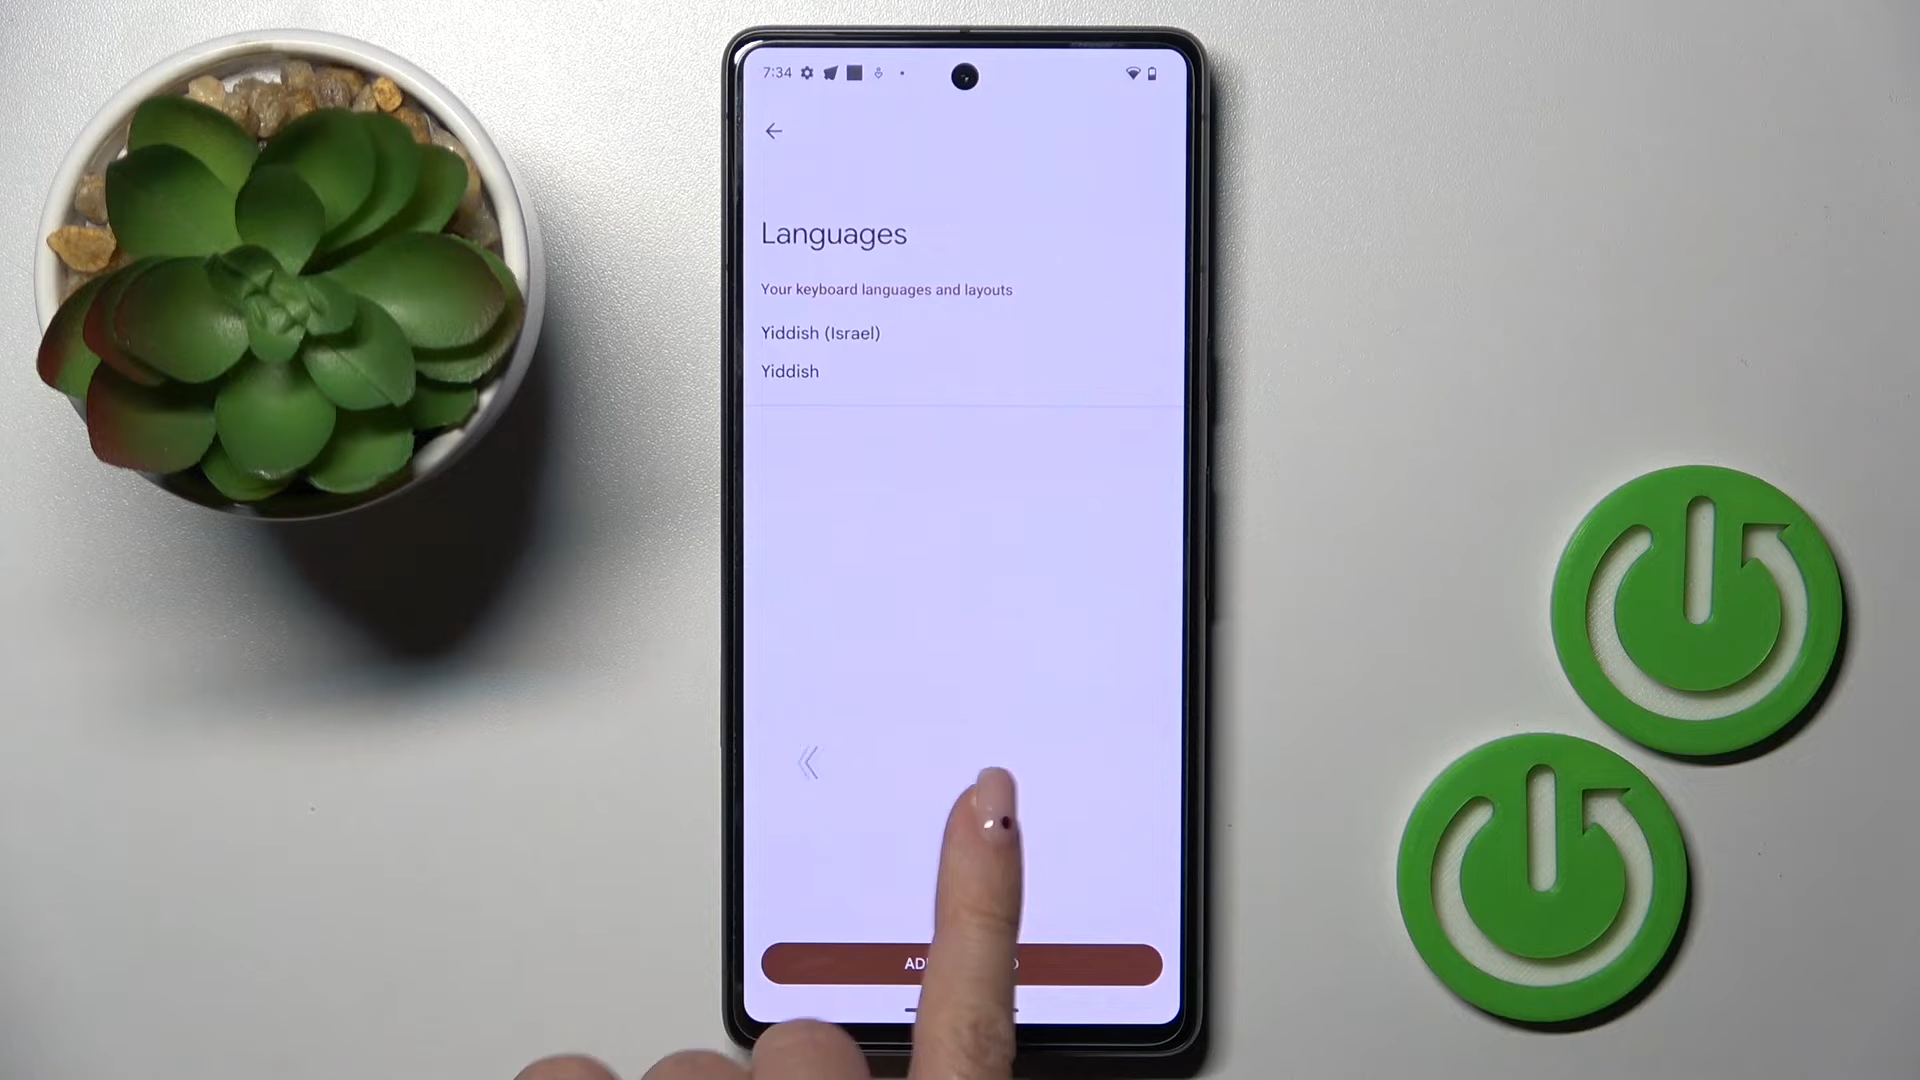 7:34
Languages
Your keyboard languages and layouts
Yiddish (Israel)
Yiddish